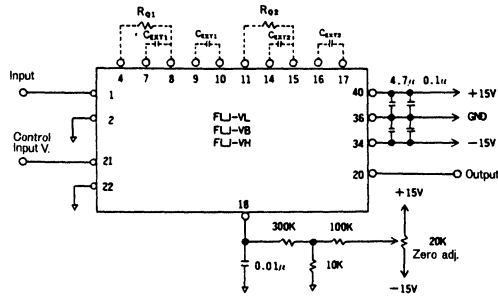 RQ1 RQ2
CEXT1 CEXT1 CEXT2 CEXT2
4 7 8 9 10 11 14 15 16 17
Input
1
40
4.7μ 0.1μ
+15V
2
FLJ-VL
36
GND
Control
Input V.
FLJ-VB
21
FLJ-VH
34
-15V
22
20
Output
18
+15V
300K 100K
20K
Zero adj.
0.01μ
10K
-15V